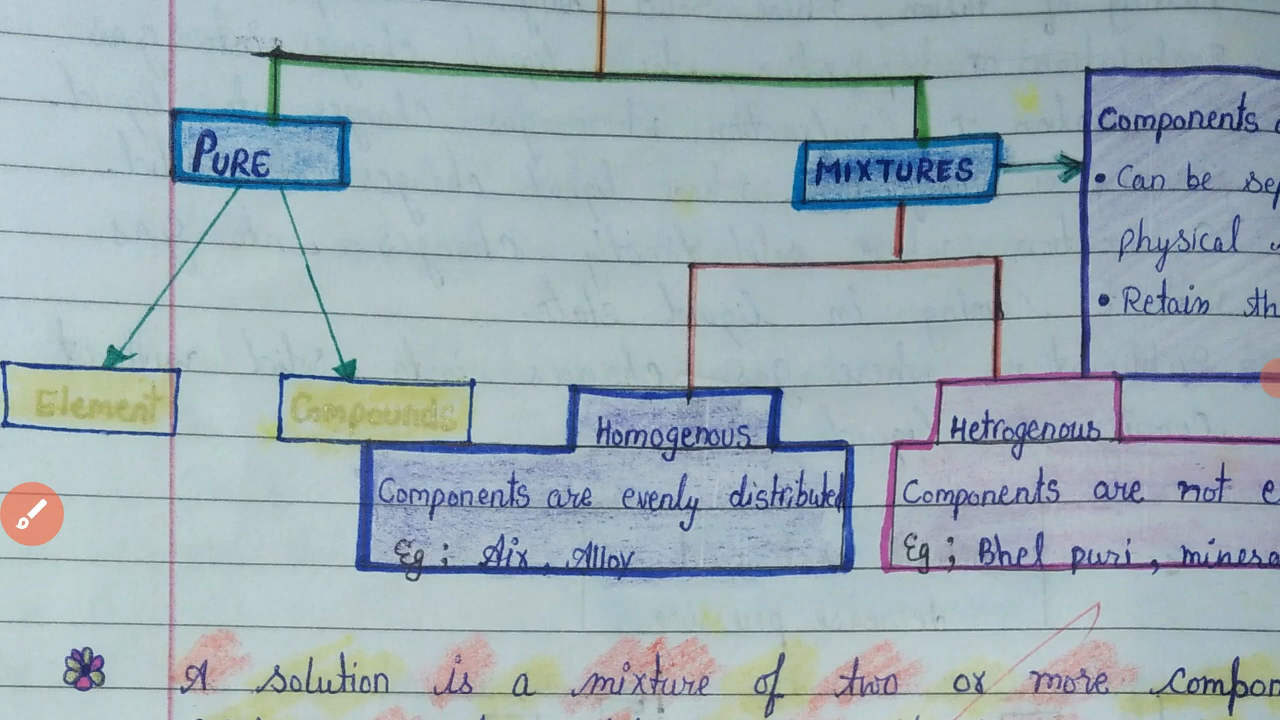 PURE
MIXTURES
Components
• Can be
physical
• Retain
Element
Compounds
Homogenous
Components are evenly distributed
Eg ; Air, Alloy
Hetrogenous
Components are not
Eg ; Bhel puri,
A solution is a mixture of two or more